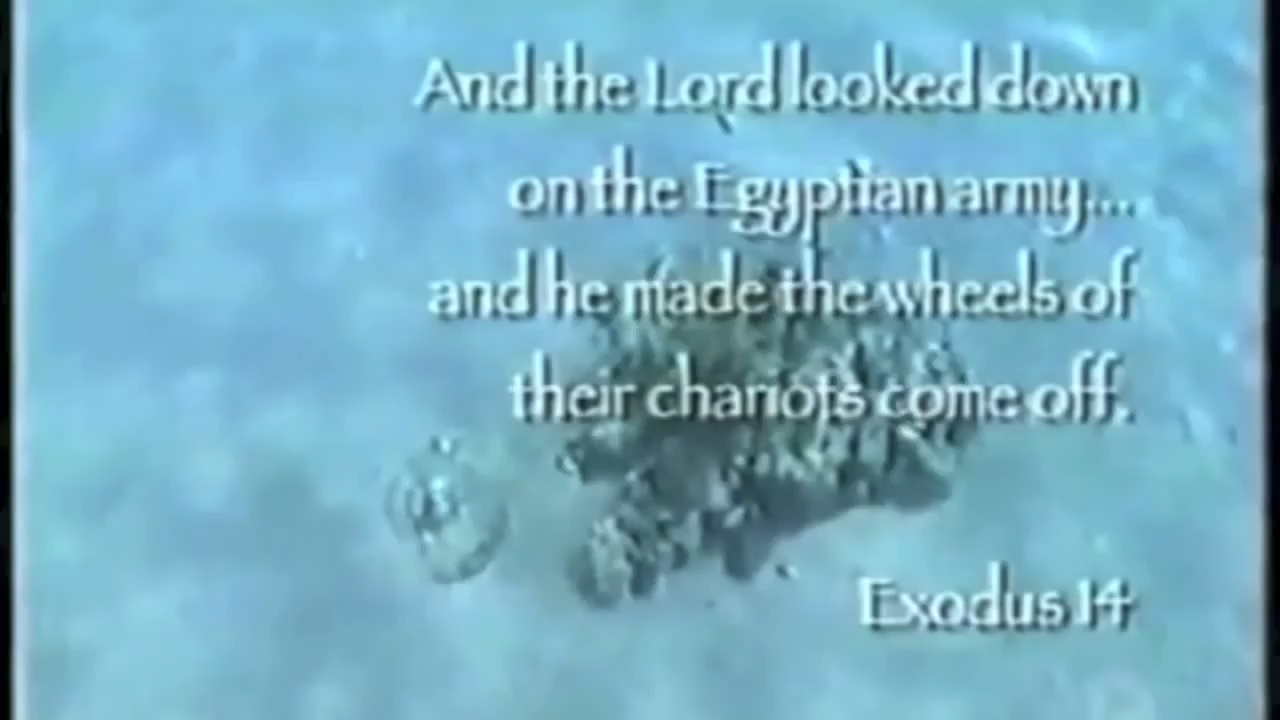 And the Lord looked down
on the Egyptian army....
and he made the wheels of
their chariots come off.
Exodus 14